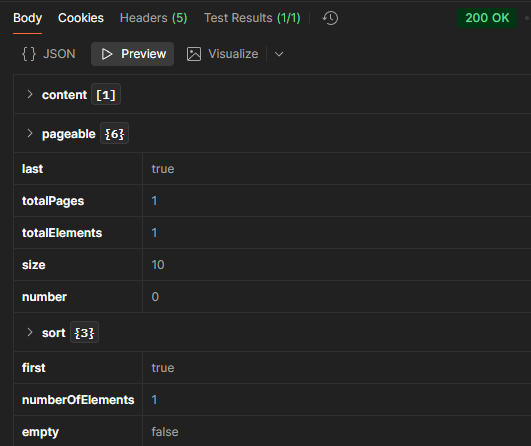 Body Cookies Headers (5) Test Results (1/1) 200 OK
{} JSON Preview Visualize
content [1]
pageable {6}
last true
totalPages 1
totalElements 1
size 10
number 0
sort {3}
first true
numberOfElements 1
empty false